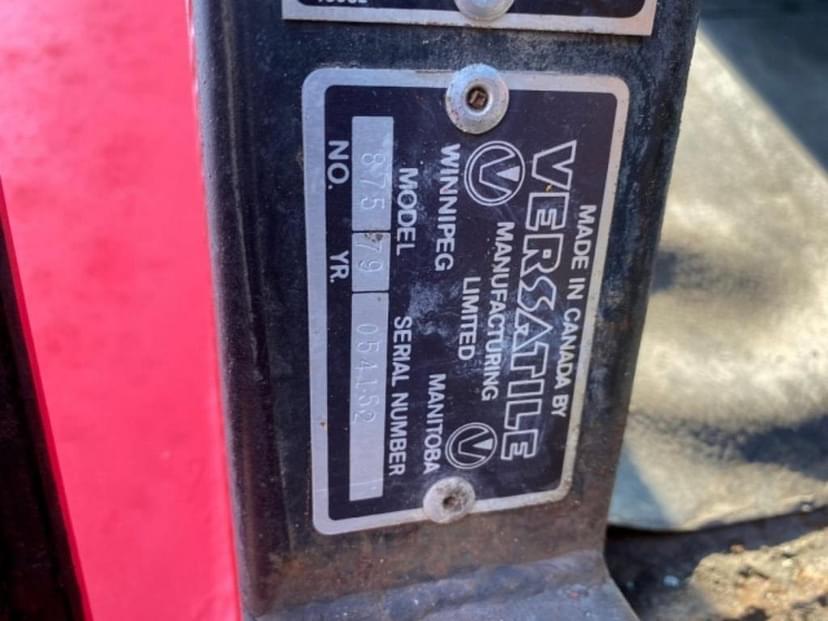 MADE IN CANADA BY
VERSATILE
MANUFACTURING
LIMITED
WINNIPEG MANITOBA
MODEL SERIAL NUMBER
875 79 054152
NO. YR.